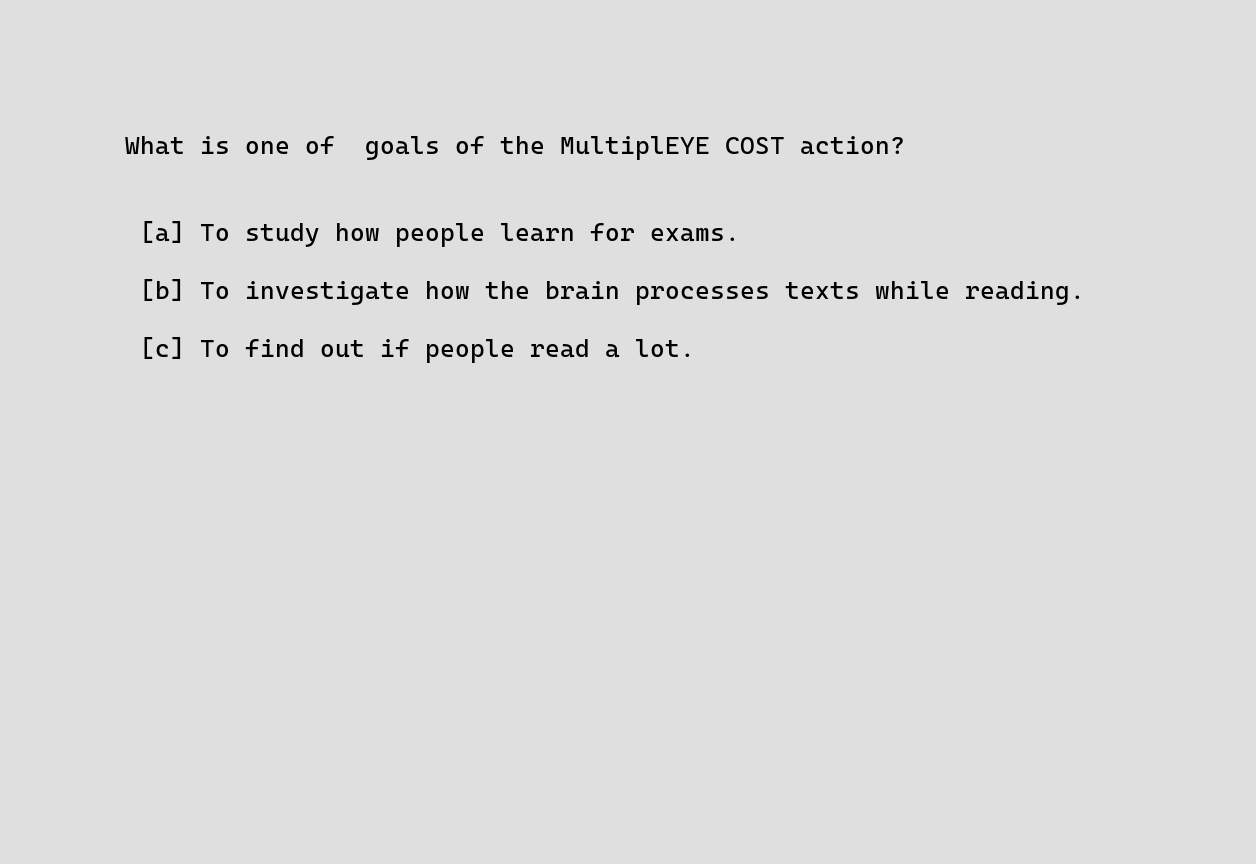 What is one of  goals of the MultiplEYE COST action?
[a] To study how people learn for exams.
[b] To investigate how the brain processes texts while reading.
[c] To find out if people read a lot.